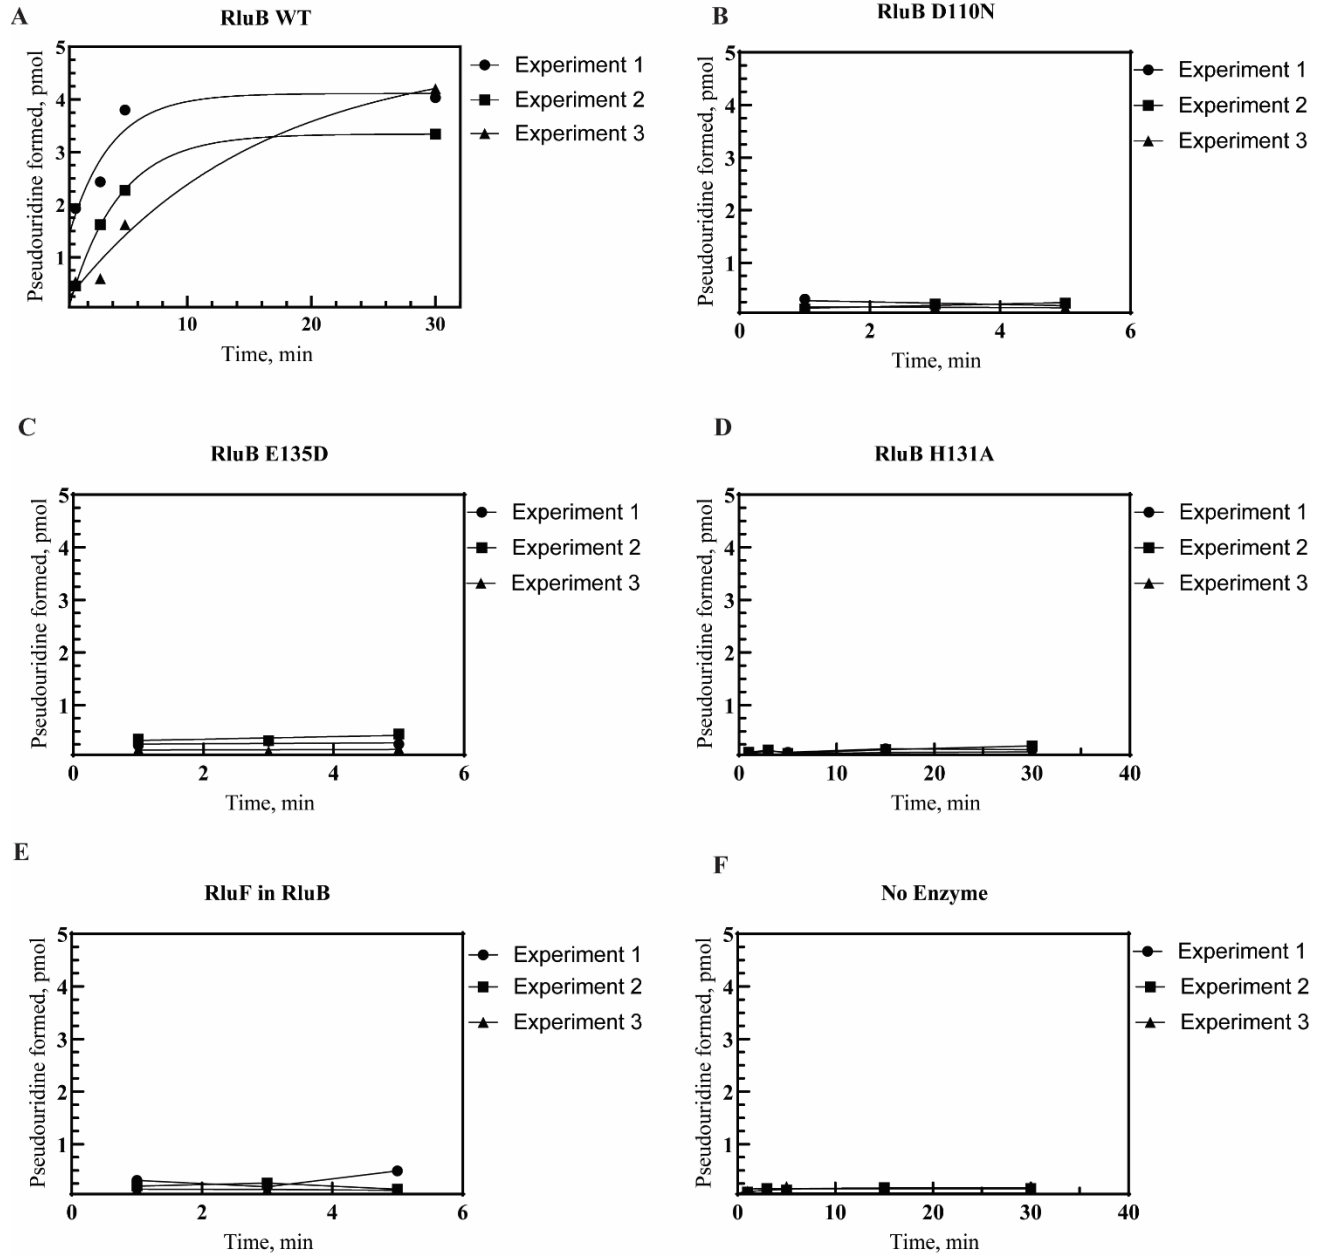 A
RluB WT
Pseudouridine formed, pmol
5
4
3
2
1
10 20 30
Time, min
Experiment 1
Experiment 2
Experiment 3
B
RluB D110N
Pseudouridine formed, pmol
5
4
3
2
1
0 2 4 6
Time, min
Experiment 1
Experiment 2
Experiment 3
C
RluB E135D
Pseudouridine formed, pmol
5
4
3
2
1
0 2 4 6
Time, min
Experiment 1
Experiment 2
Experiment 3
D
RluB H131A
Pseudouridine formed, pmol
5
4
3
2
1
0 10 20 30 40
Time, min
Experiment 1
Experiment 2
Experiment 3
E
RluF in RluB
Pseudouridine formed, pmol
5
4
3
2
1
0 2 4 6
Time, min
Experiment 1
Experiment 2
Experiment 3
F
No Enzyme
Pseudouridine formed, pmol
5
4
3
2
1
0 10 20 30 40
Time, min
Experiment 1
Experiment 2
Experiment 3